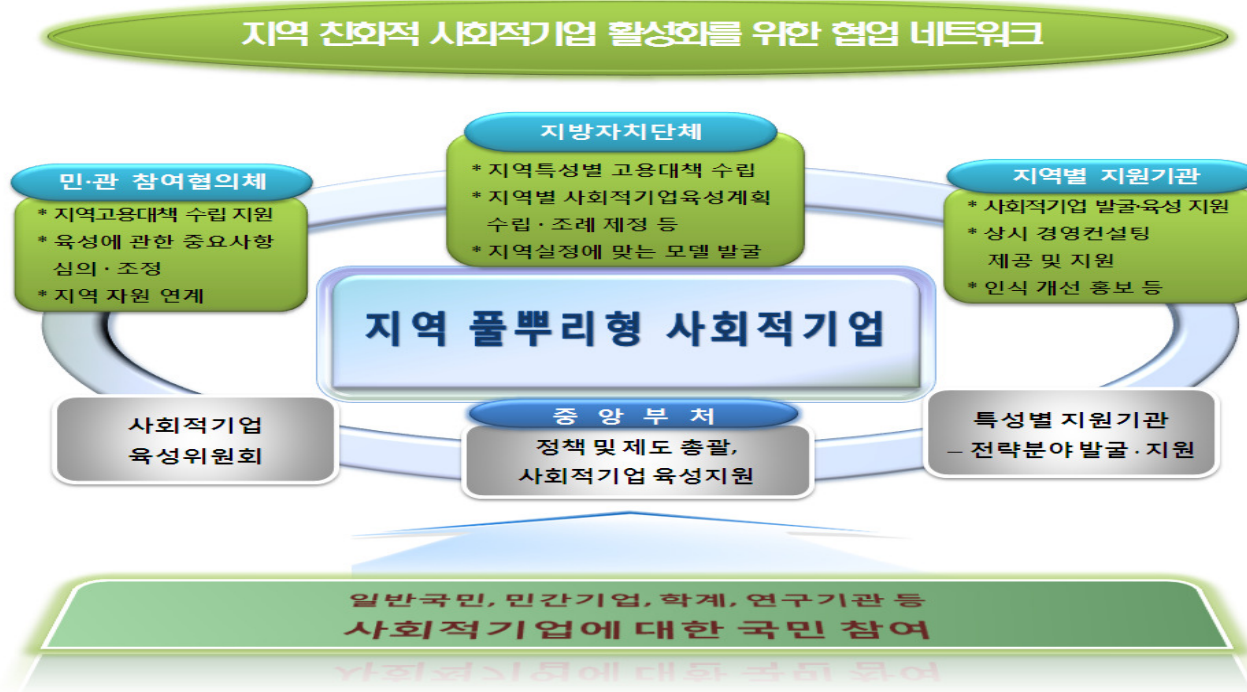 지역 친화적 사회적기업 활성화를 위한 협업 네트워크
지방자치단체
* 지역특성별 고용대책 수립
* 지역별 사회적기업육성계획
수립 · 조례 제정 등
* 지역실정에 맞는 모델 발굴
민·관 참여협의체
* 지역고용대책 수립 지원
* 육성에 관한 중요사항
심의 · 조정
* 지역 자원 연계
지역별 지원기관
* 사회적기업 발굴·육성 지원
* 상시 경영컨설팅
제공 및 지원
* 인식 개선 홍보 등
지역 풀뿌리형 사회적기업
사회적기업
육성위원회
중 앙 부 처
정책 및 제도 총괄,
사회적기업 육성지원
특성별 지원기관
– 전략분야 발굴 · 지원
일반국민, 민간기업, 학계, 연구기관 등
사회적기업에 대한 국민 참여